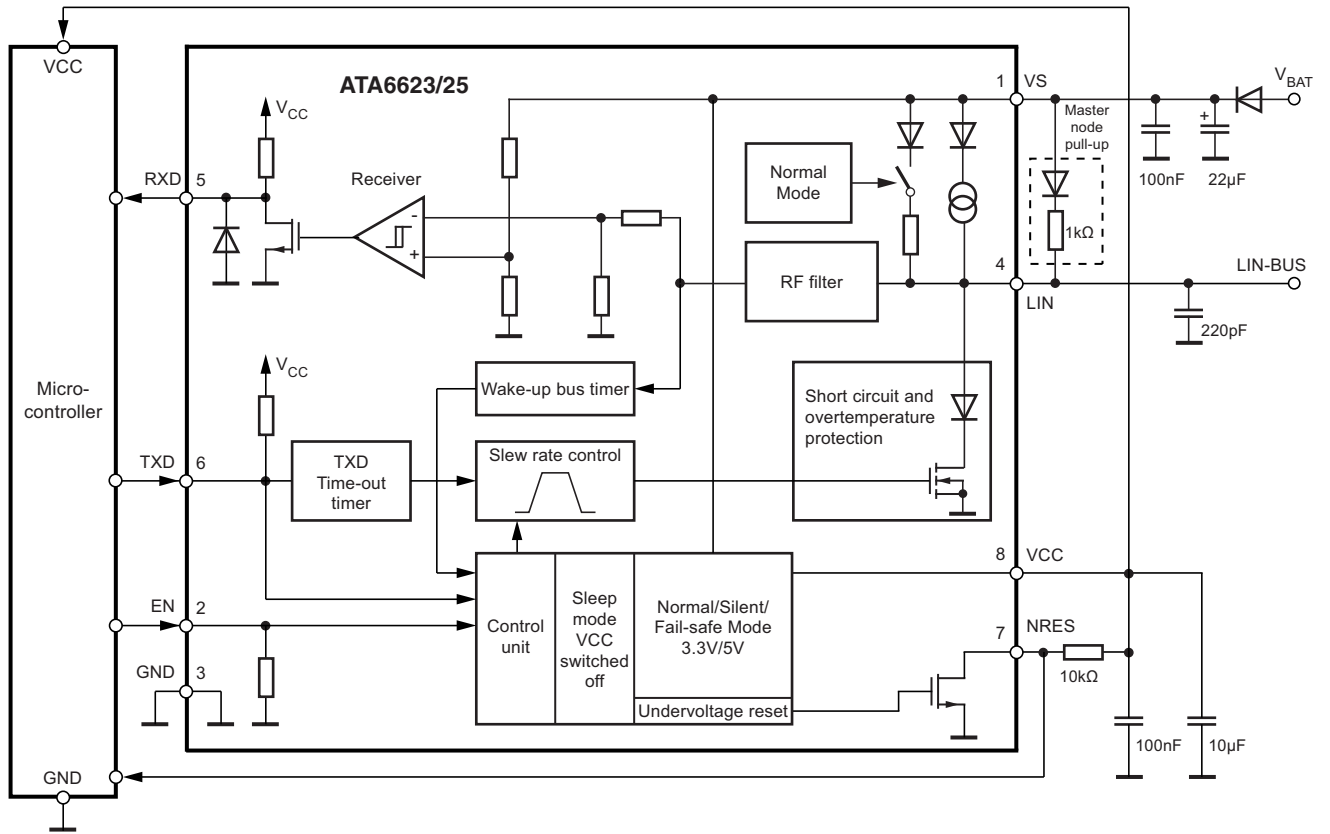 VCC
ATA6623/25
1
VS
V_BAT
Master
node
pull-up
+
100nF
22µF
V_CC
RXD
5
Receiver
-
+
Normal
Mode
1kΩ
4
LIN
LIN-BUS
RF filter
220pF
Micro-
controller
V_CC
Wake-up bus timer
Short circuit and
overtemperature
protection
TXD
6
TXD
Time-out
timer
Slew rate control
8
VCC
EN
2
Control
unit
Sleep
mode
VCC
switched
off
Normal/Silent/
Fail-safe Mode
3.3V/5V
Undervoltage reset
7
NRES
10kΩ
GND
3
100nF
10µF
GND